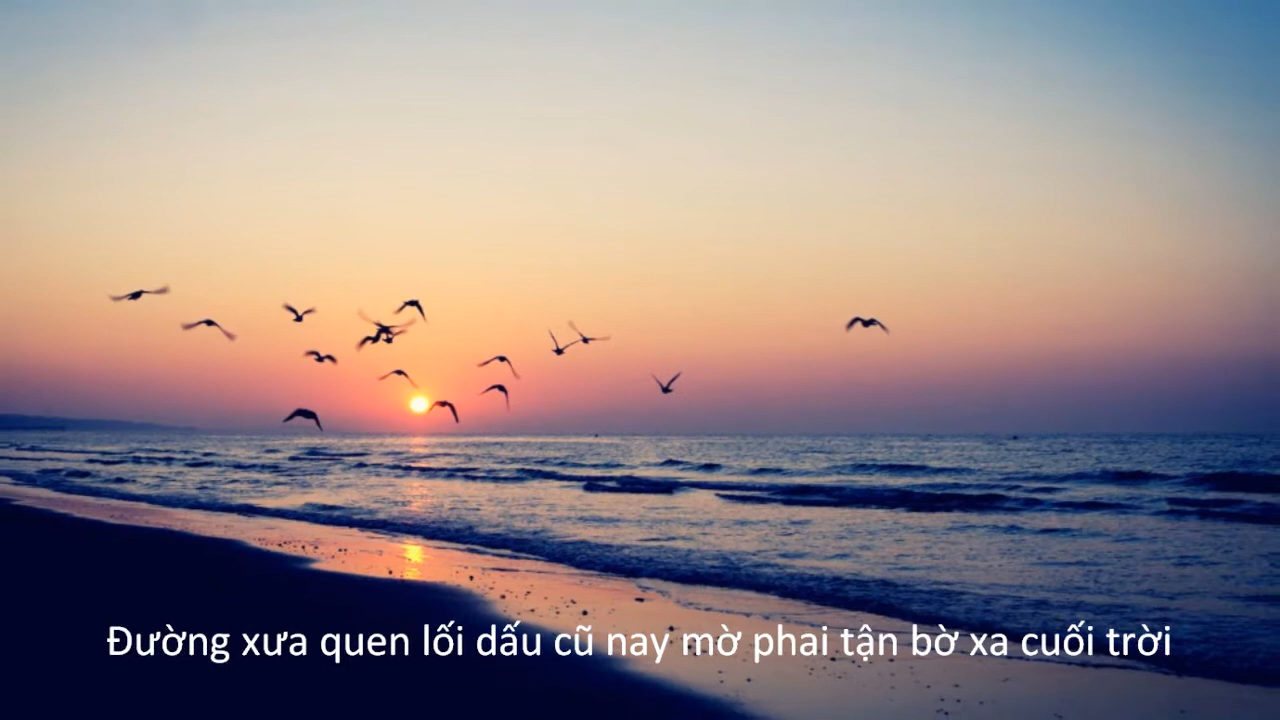 Đường xưa quen lối dấu cũ nay mờ phai tận bờ xa cuối trời